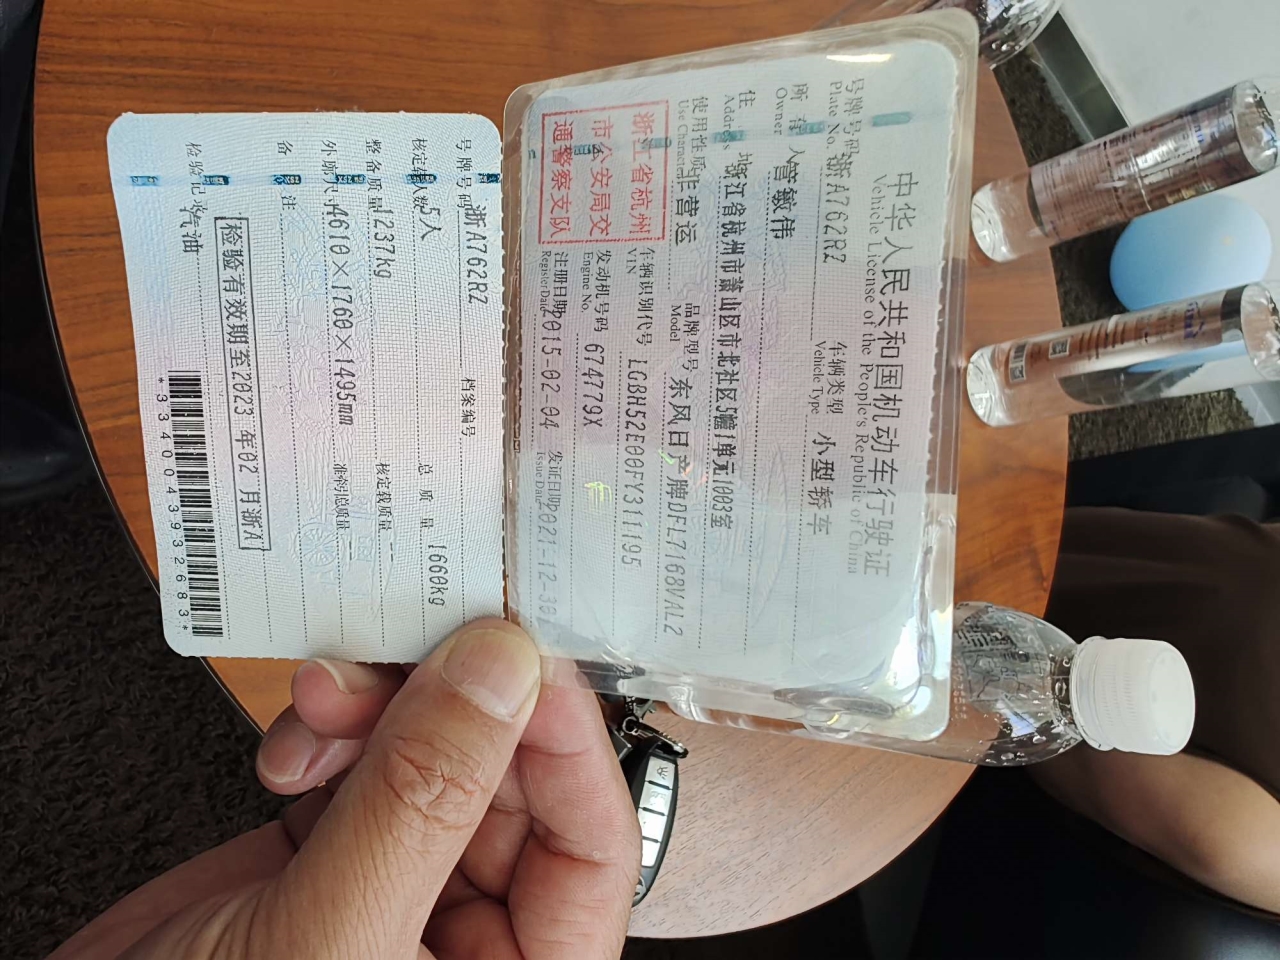 中华人民共和国机动车行驶证
Vehicle License of the People's Republic of China
号牌号码 浙A762RZ 车辆类型 小型轿车
Plate No. Vehicle Type
所有人 管敏伟
Owner
住址 浙江省杭州市萧山区市北社区5幢1单元1003室
Address
使用性质 非营运 品牌型号 东风日产牌DFL7168VAL2
Use Character Model
浙江省杭州
市公安局交
通警察支队
车辆识别代号 LGBH52E00FY311195
VIN
发动机号码 674779X
Engine No.
注册日期 2015-02-04 发证日期 2021-12-30
Register Date Issue Date
号牌号码 浙A762RZ 档案编号
核定载人数 5人 总质量 1660kg
整备质量 1237kg 核定载质量 --
外廓尺寸 4610×1760×1495mm 准牵引总质量 --
备注
检验有效期至2023年02月浙A
检验记录 汽油
*3340043932683*